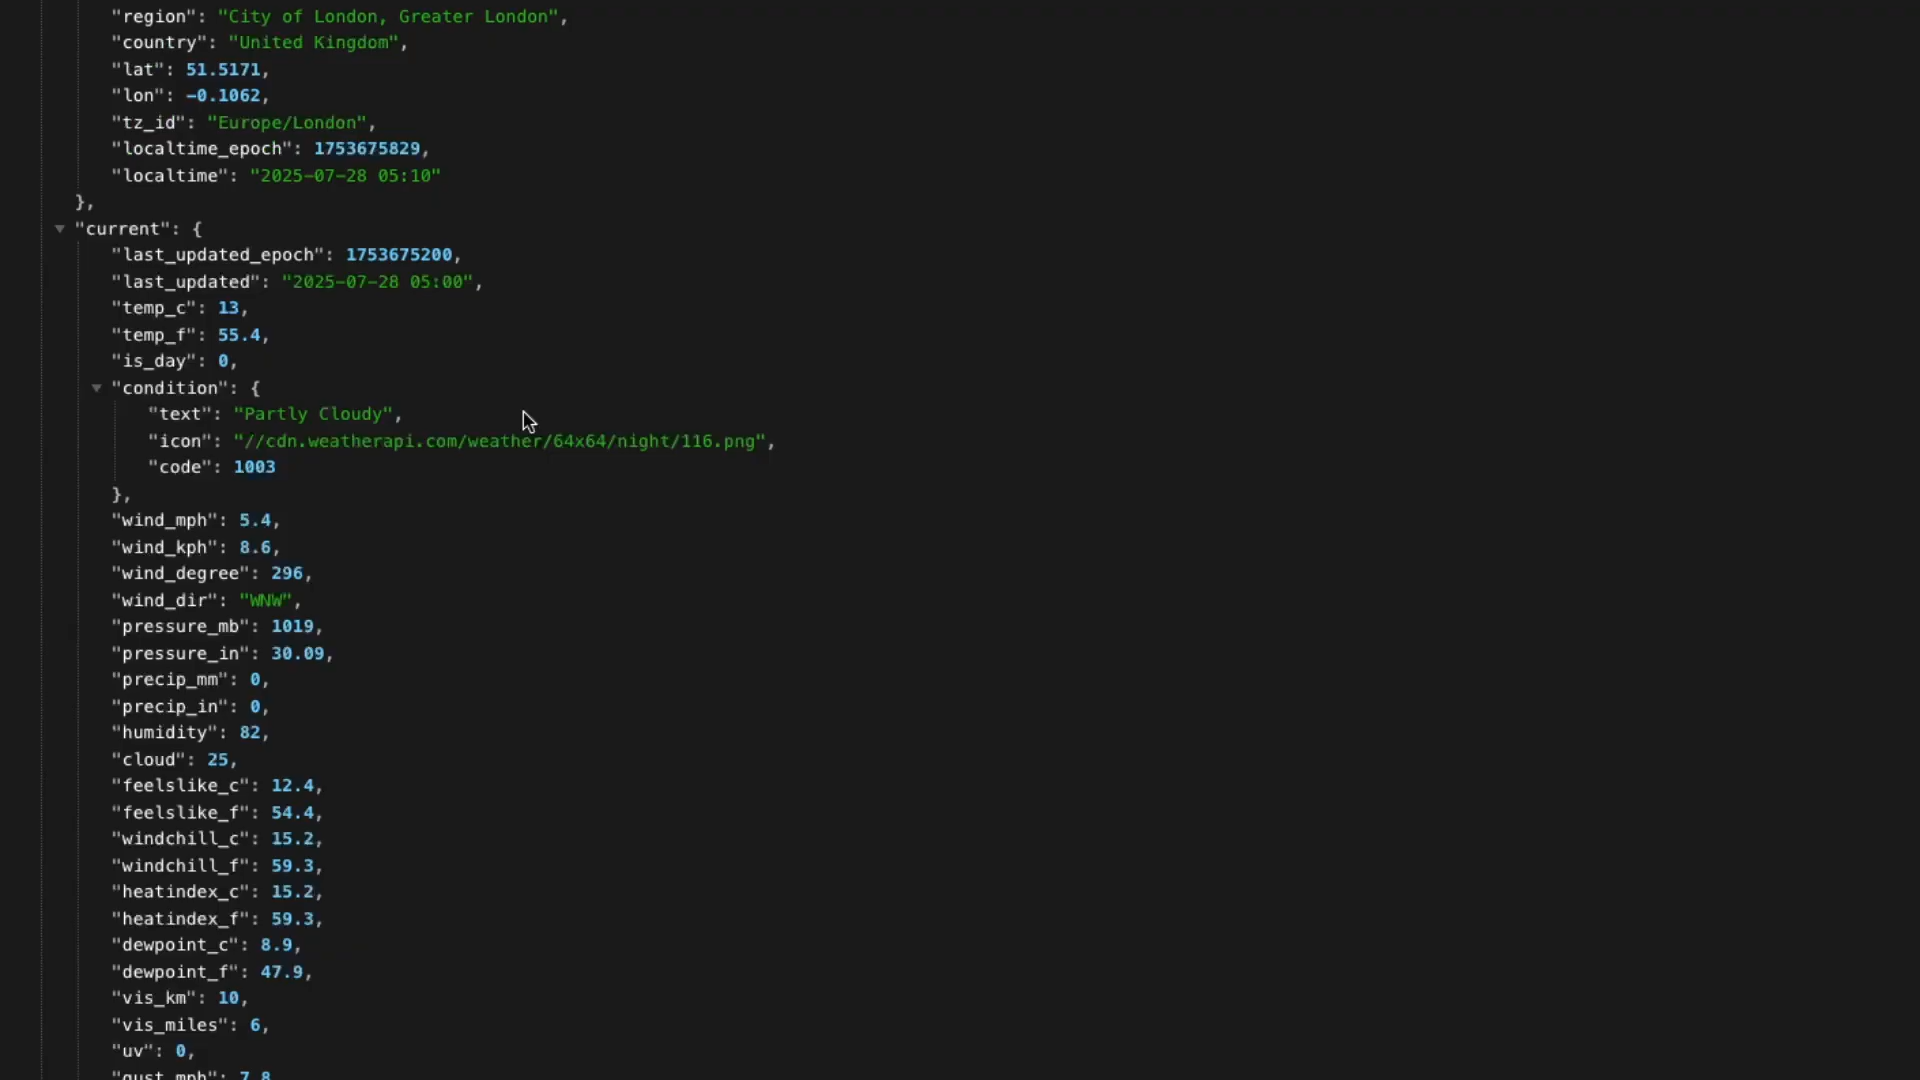 "region": "City of London, Greater London",
"country": "United Kingdom",
"lat": 51.5171,
"lon": -0.1062,
"tz_id": "Europe/London",
"localtime_epoch": 1753675829,
"localtime": "2025-07-28 05:10"
},
"current": {
"last_updated_epoch": 1753675200,
"last_updated": "2025-07-28 05:00",
"temp_c": 13,
"temp_f": 55.4,
"is_day": 0,
"condition": {
"text": "Partly Cloudy",
"icon": "//cdn.weatherapi.com/weather/64x64/night/116.png",
"code": 1003
},
"wind_mph": 5.4,
"wind_kph": 8.6,
"wind_degree": 296,
"wind_dir": "WNW",
"pressure_mb": 1019,
"pressure_in": 30.09,
"precip_mm": 0,
"precip_in": 0,
"humidity": 82,
"cloud": 25,
"feelslike_c": 12.4,
"feelslike_f": 54.4,
"windchill_c": 15.2,
"windchill_f": 59.3,
"heatindex_c": 15.2,
"heatindex_f": 59.3,
"dewpoint_c": 8.9,
"dewpoint_f": 47.9,
"vis_km": 10,
"vis_miles": 6,
"uv": 0,
"gust_mph": 7.8